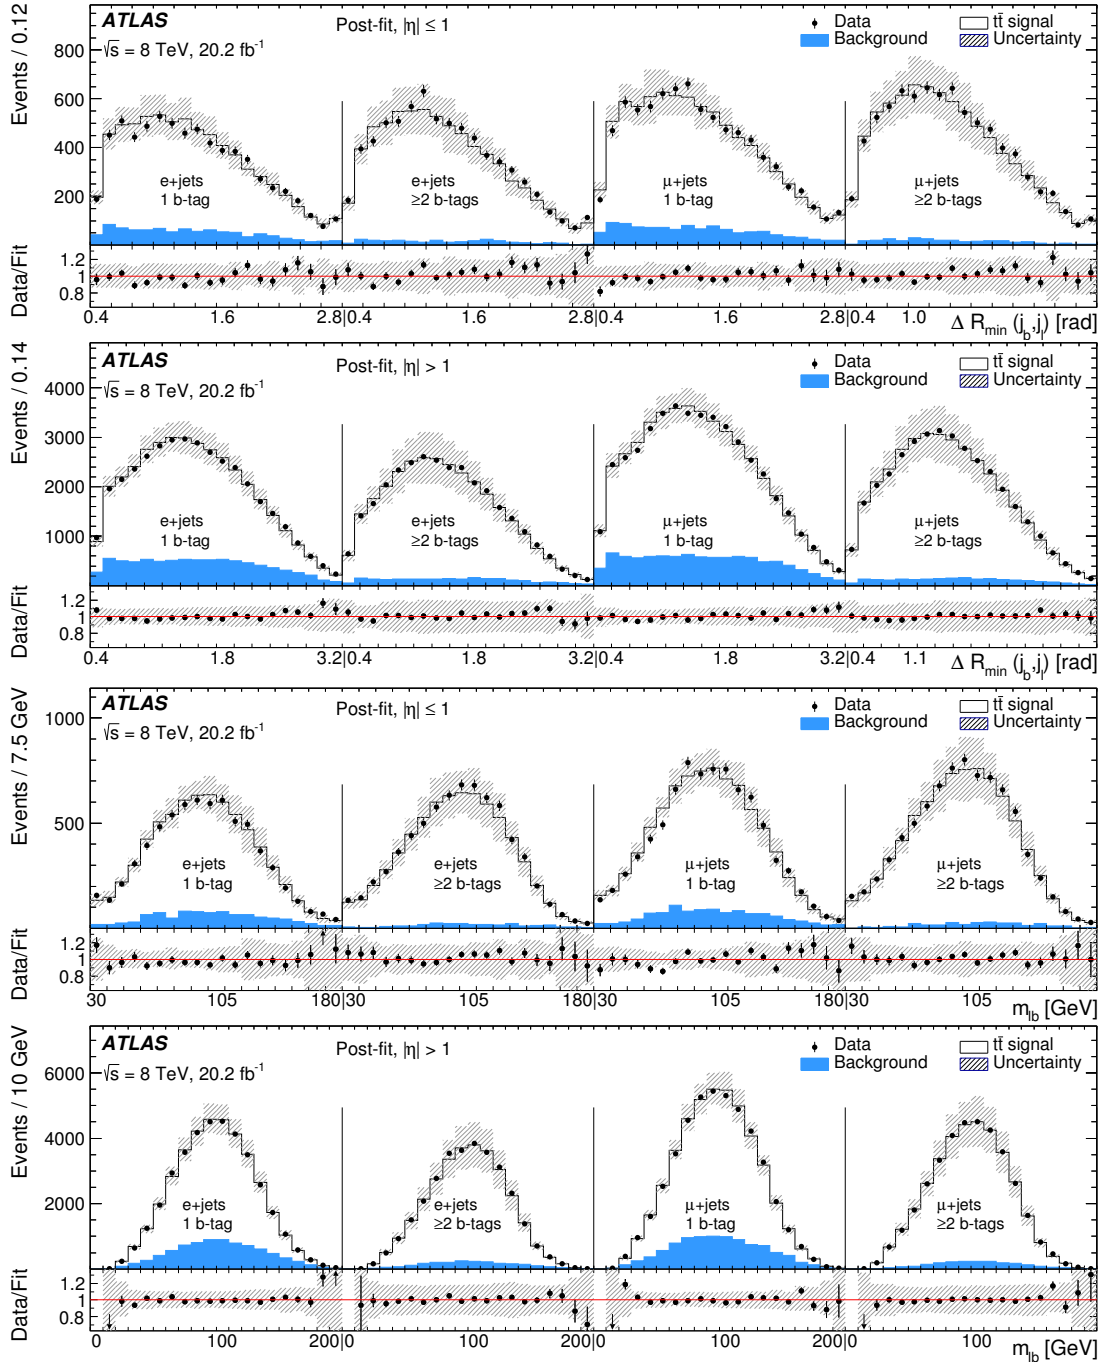 Events / 0.12
ATLAS
√s = 8 TeV, 20.2 fb⁻¹
Post-fit, |η| ≤ 1
Data
Background
tt̄ signal
Uncertainty
800
600
400
200
e+jets
1 b-tag
e+jets
≥2 b-tags
μ+jets
1 b-tag
μ+jets
≥2 b-tags
Data/Fit
1.2
1
0.8
0.4 1.6 2.8|0.4 1.6 2.8|0.4 1.6 2.8|0.4 1.0
Δ R_min (j_b,j_l) [rad]
Events / 0.14
ATLAS
√s = 8 TeV, 20.2 fb⁻¹
Post-fit, |η| > 1
Data
Background
tt̄ signal
Uncertainty
4000
3000
2000
1000
e+jets
1 b-tag
e+jets
≥2 b-tags
μ+jets
1 b-tag
μ+jets
≥2 b-tags
Data/Fit
1.2
1
0.8
0.4 1.8 3.2|0.4 1.8 3.2|0.4 1.8 3.2|0.4 1.1
Δ R_min (j_b,j_l) [rad]
Events / 7.5 GeV
ATLAS
√s = 8 TeV, 20.2 fb⁻¹
Post-fit, |η| ≤ 1
Data
Background
tt̄ signal
Uncertainty
1000
500
e+jets
1 b-tag
e+jets
≥2 b-tags
μ+jets
1 b-tag
μ+jets
≥2 b-tags
Data/Fit
1.2
1
0.8
30 105 180|30 105 180|30 105 180|30 105
m_lb [GeV]
Events / 10 GeV
ATLAS
√s = 8 TeV, 20.2 fb⁻¹
Post-fit, |η| > 1
Data
Background
tt̄ signal
Uncertainty
6000
4000
2000
e+jets
1 b-tag
e+jets
≥2 b-tags
μ+jets
1 b-tag
μ+jets
≥2 b-tags
Data/Fit
1.2
1
0.8
0 100 200|0 100 200|0 100 200|0 100
m_lb [GeV]